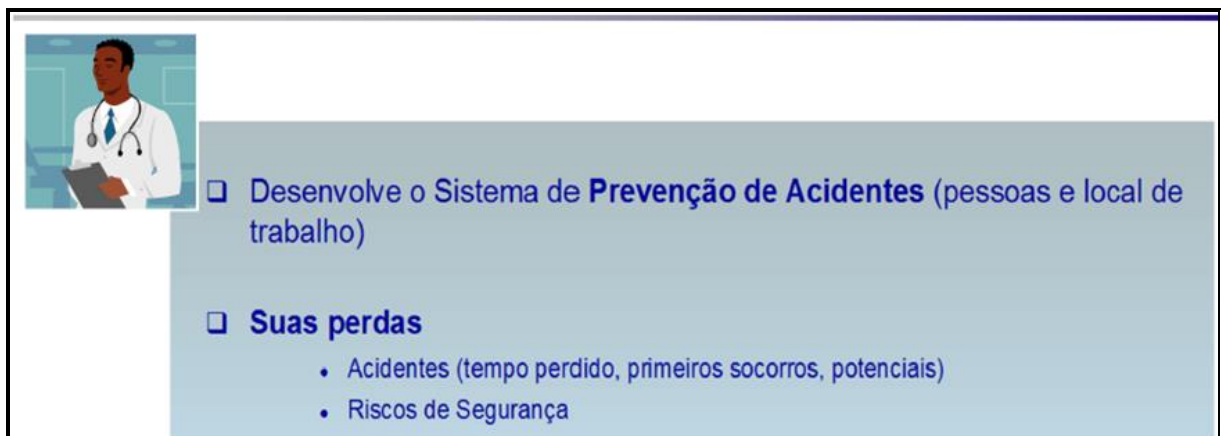 Desenvolve o Sistema de Prevenção de Acidentes (pessoas e local de
trabalho)
Suas perdas
Acidentes (tempo perdido, primeiros socorros, potenciais)
Riscos de Segurança